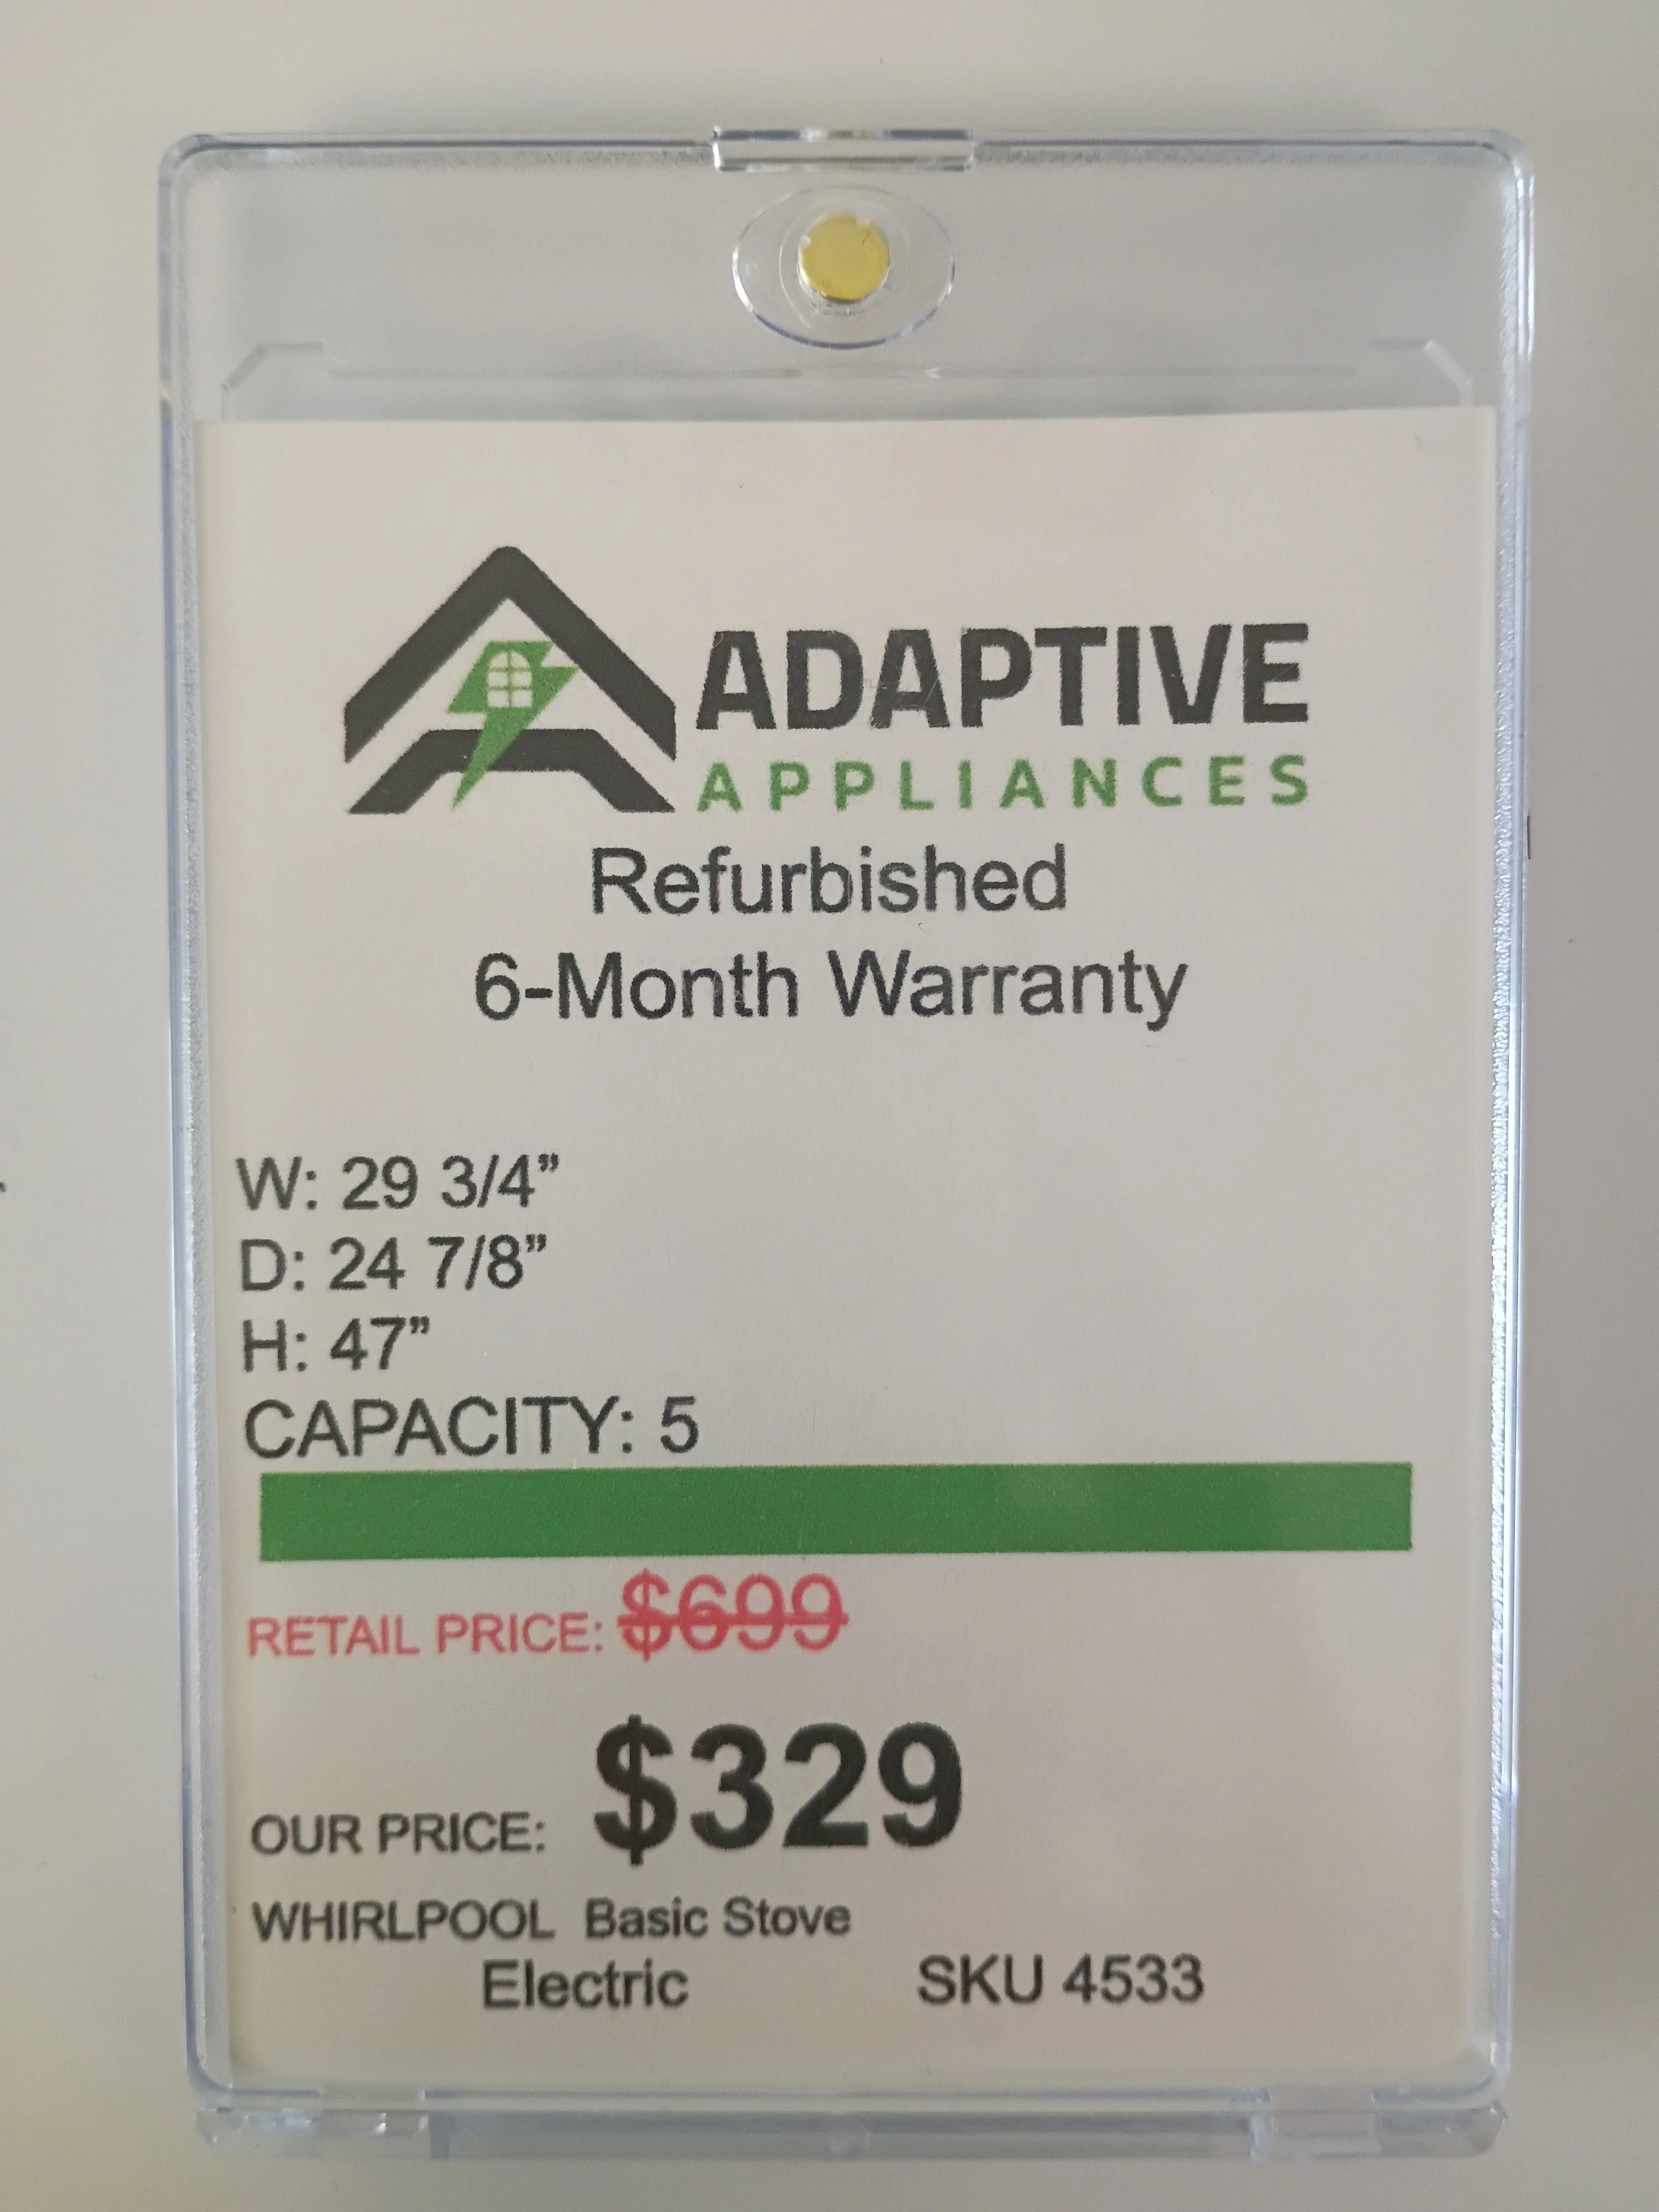 ADAPTIVE
APPLIANCES
Refurbished
6-Month Warranty
W: 29 3/4”
D: 24 7/8”
H: 47”
CAPACITY: 5
RETAIL PRICE: $699
OUR PRICE: $329
WHIRLPOOL Basic Stove
Electric SKU 4533